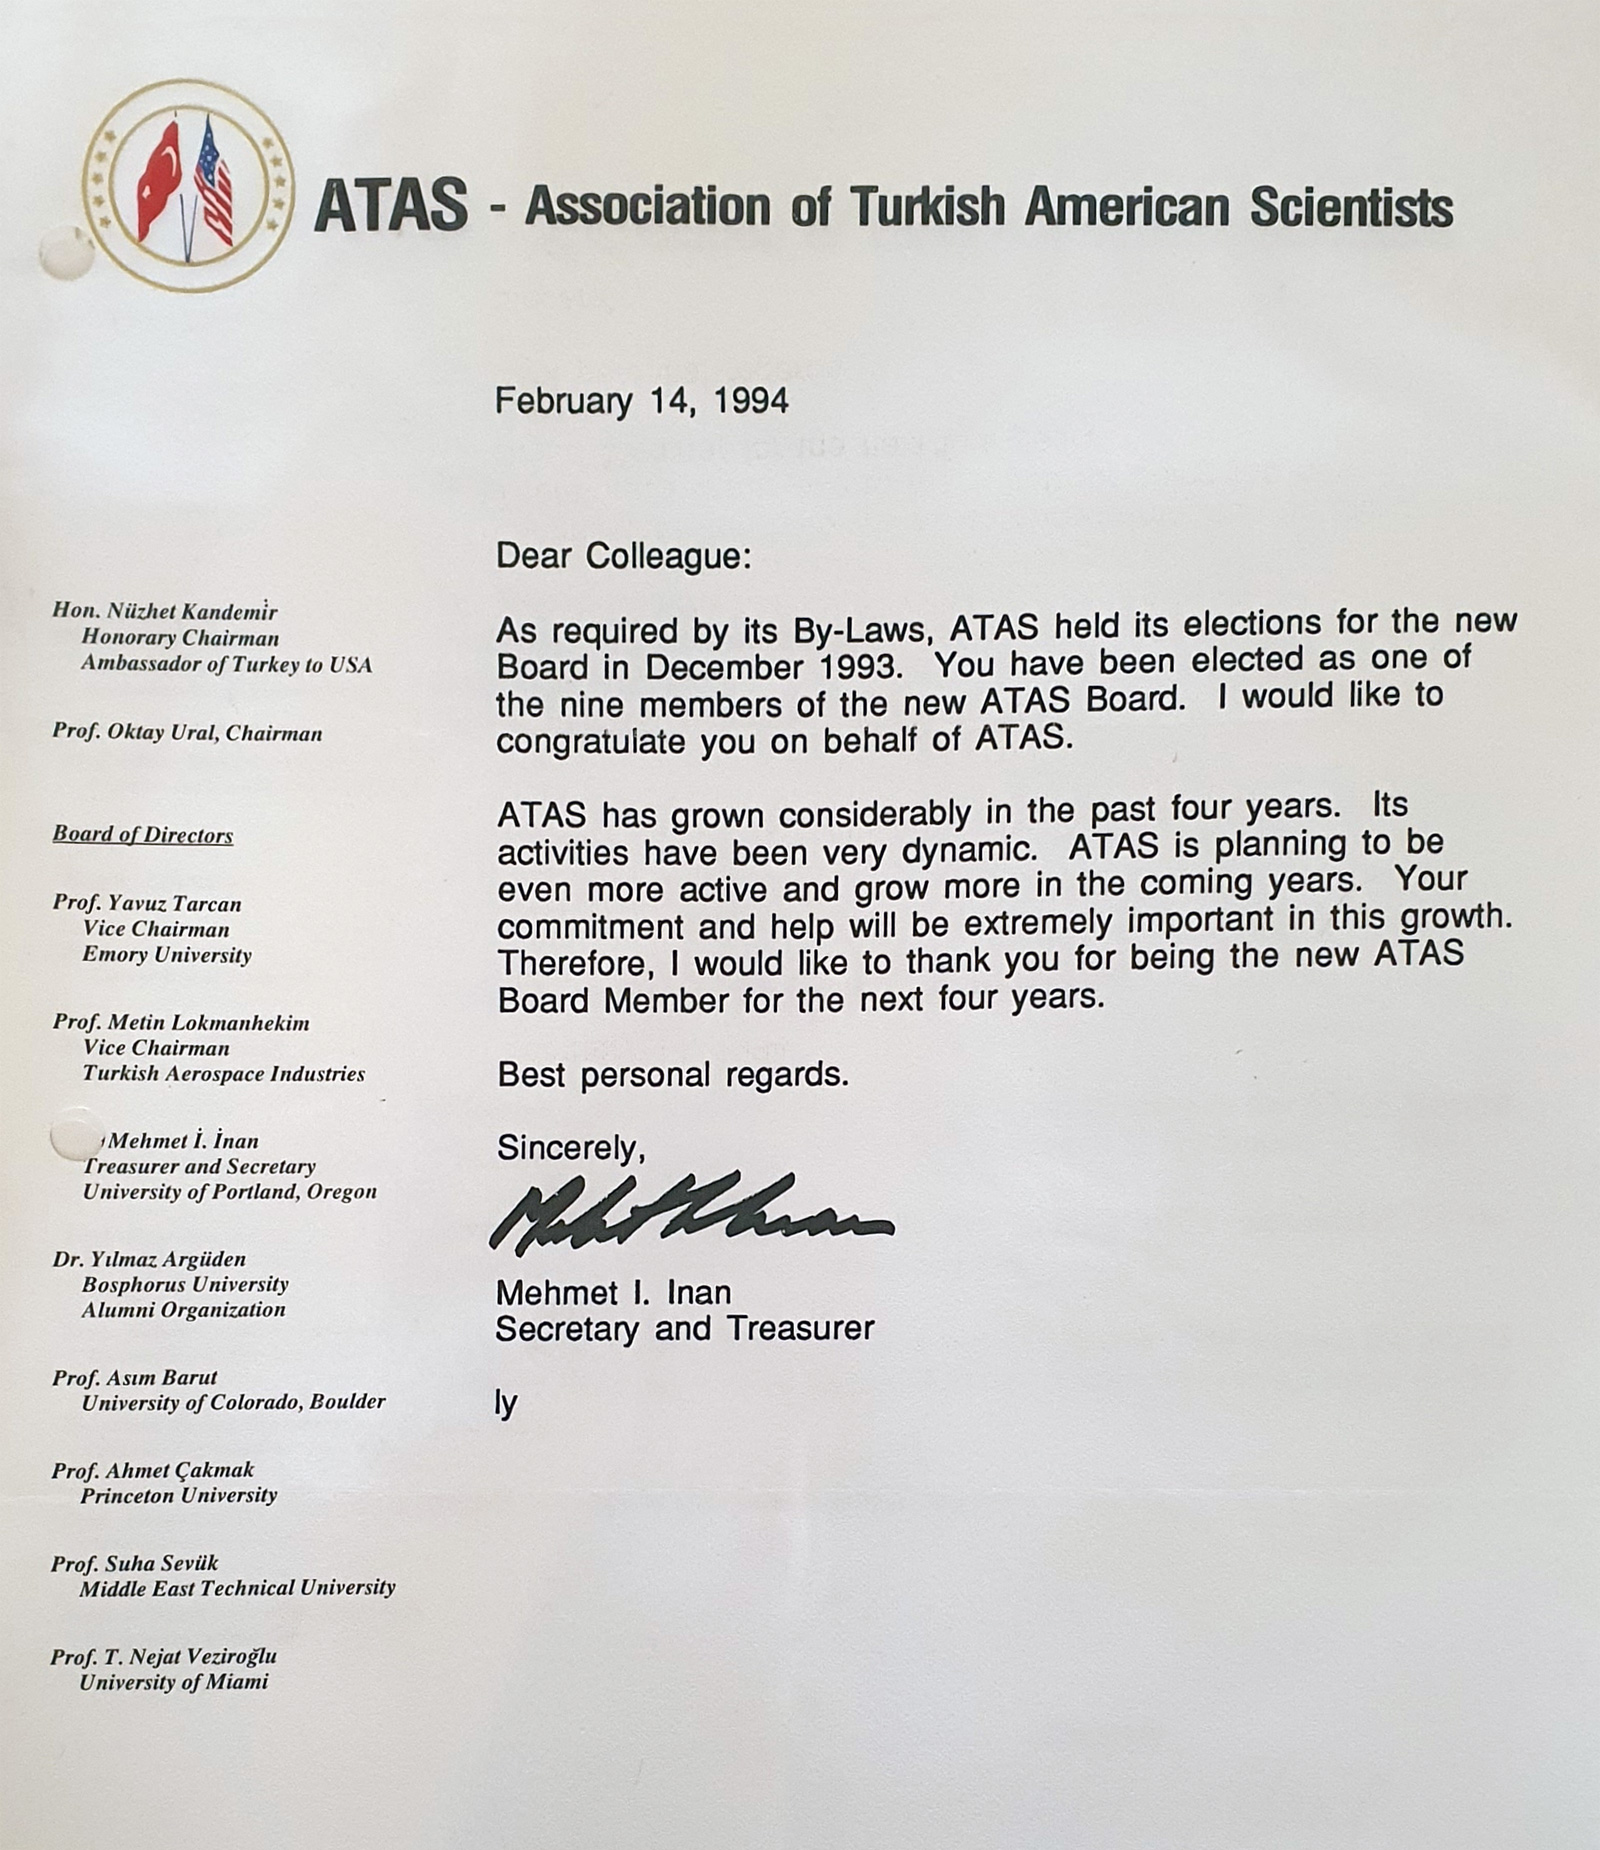 ATAS - Association of Turkish American Scientists
February 14, 1994
Hon. Nüzhet Kandemir
Honorary Chairman
Ambassador of Turkey to USA
Prof. Oktay Ural, Chairman
Board of Directors
Prof. Yavuz Tarcan
Vice Chairman
Emory University
Prof. Metin Lokmanhekim
Vice Chairman
Turkish Aerospace Industries
Mehmet İ. İnan
Treasurer and Secretary
University of Portland, Oregon
Dr. Yılmaz Argüden
Bosphorus University
Alumni Organization
Prof. Asım Barut
University of Colorado, Boulder
Prof. Ahmet Çakmak
Princeton University
Prof. Suha Sevük
Middle East Technical University
Prof. T. Nejat Veziroğlu
University of Miami
Dear Colleague:
As required by its By-Laws, ATAS held its elections for the new
Board in December 1993. You have been elected as one of
the nine members of the new ATAS Board. I would like to
congratulate you on behalf of ATAS.
ATAS has grown considerably in the past four years. Its
activities have been very dynamic. ATAS is planning to be
even more active and grow more in the coming years. Your
commitment and help will be extremely important in this growth.
Therefore, I would like to thank you for being the new ATAS
Board Member for the next four years.
Best personal regards.
Sincerely,
Mehmet I. Inan
Secretary and Treasurer
ly